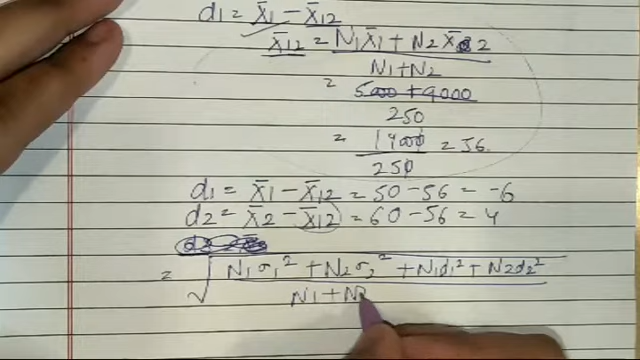 d1 = X̄1 − X̄12
X̄12 = N1X̄1 + N2X̄2
N1+N2
= 5000 + 9000
250
= 14000 = 56.
250
d1 = X̄1 − X̄12 = 50 − 56 = −6
d2 = X̄2 − X̄12 = 60 − 56 = 4
= √ N1σ1² + N2σ2² + N1d1² + N2d2²
N1+N